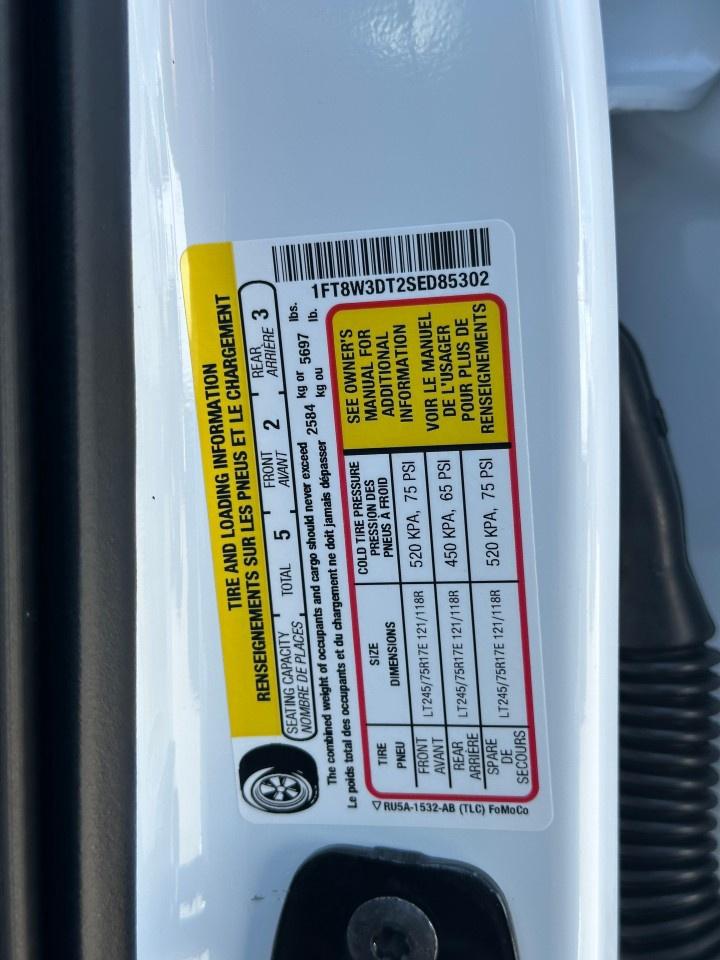 TIRE AND LOADING INFORMATION
RENSEIGNEMENTS SUR LES PNEUS ET LE CHARGEMENT
SEATING CAPACITY
NOMBRE DE PLACES
TOTAL 5
FRONT
AVANT 2
REAR
ARRIÈRE 3
The combined weight of occupants and cargo should never exceed 2584 kg or 5697 lbs.
Le poids total des occupants et du chargement ne doit jamais dépasser kg ou lb.
1FT8W3DT2SED85302
TIRE
PNEU
SIZE
DIMENSIONS
COLD TIRE PRESSURE
PRESSION DES
PNEUS À FROID
FRONT
AVANT
LT245/75R17E 121/118R
520 KPA, 75 PSI
REAR
ARRIÈRE
LT245/75R17E 121/118R
450 KPA, 65 PSI
SPARE
DE
SECOURS
LT245/75R17E 121/118R
520 KPA, 75 PSI
SEE OWNER'S
MANUAL FOR
ADDITIONAL
INFORMATION
VOIR LE MANUEL
DE L'USAGER
POUR PLUS DE
RENSEIGNEMENTS
RU5A-1532-AB (TLC) FoMoCo